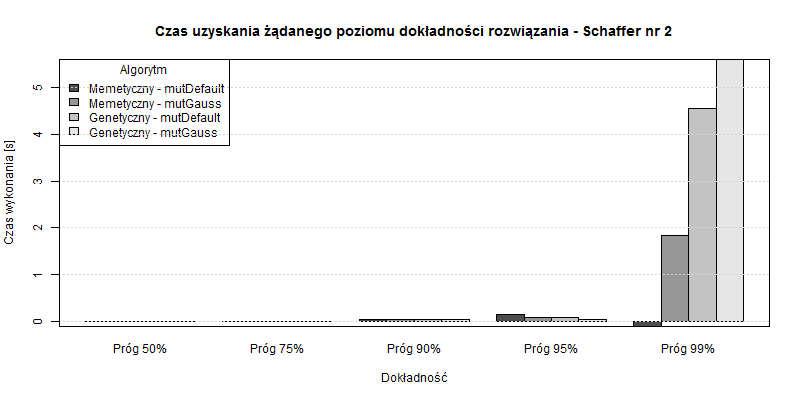 Czas uzyskania żądanego poziomu dokładności rozwiązania - Schaffer nr 2
Algorytm
Memetyczny - mutDefault
Memetyczny - mutGauss
Genetyczny - mutDefault
Genetyczny - mutGauss
Czas wykonania [s]
5
4
3
2
1
0
Próg 50% Próg 75% Próg 90% Próg 95% Próg 99%
Dokładność